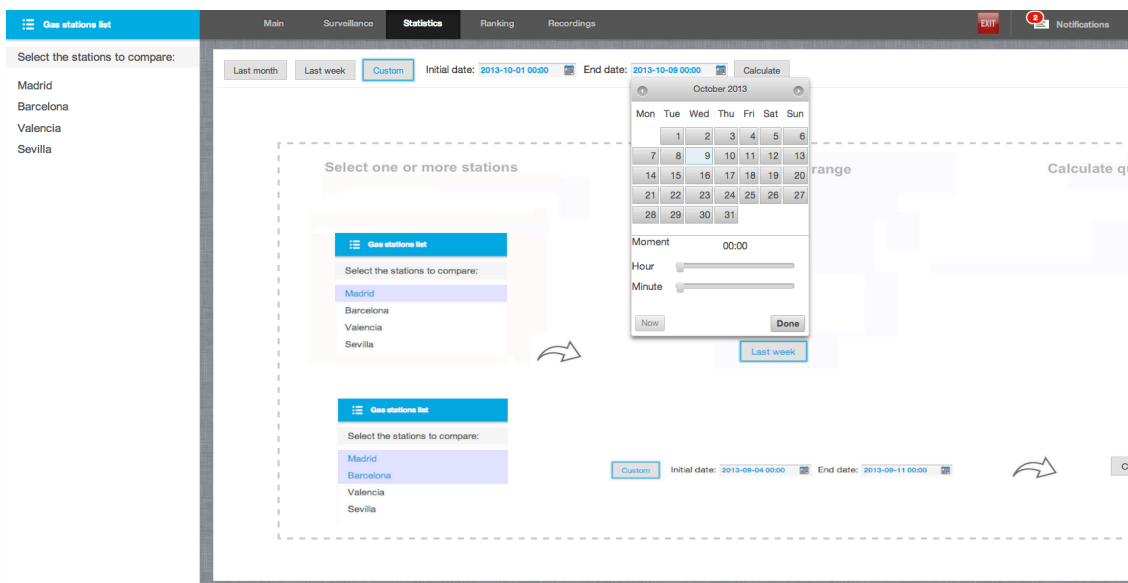 Gas stations list
Main Surveillance Statistics Ranking Recordings EXIT 2 Notifications
Select the stations to compare:
Madrid
Barcelona
Valencia
Sevilla
Last month Last week Custom Initial date: 2013-10-01 00:00 End date: 2013-10-09 00:00 Calculate
October 2013
Mon Tue Wed Thu Fri Sat Sun
1 2 3 4 5 6
7 8 9 10 11 12 13
14 15 16 17 18 19 20
21 22 23 24 25 26 27
28 29 30 31
Moment 00:00
Hour
Minute
Now Done
Select one or more stations
range
Calculate q
Gas stations list
Select the stations to compare:
Madrid
Barcelona
Valencia
Sevilla
Last week
Gas stations list
Select the stations to compare:
Madrid
Barcelona
Valencia
Sevilla
Custom Initial date: 2013-09-04 00:00 End date: 2013-09-11 00:00 C